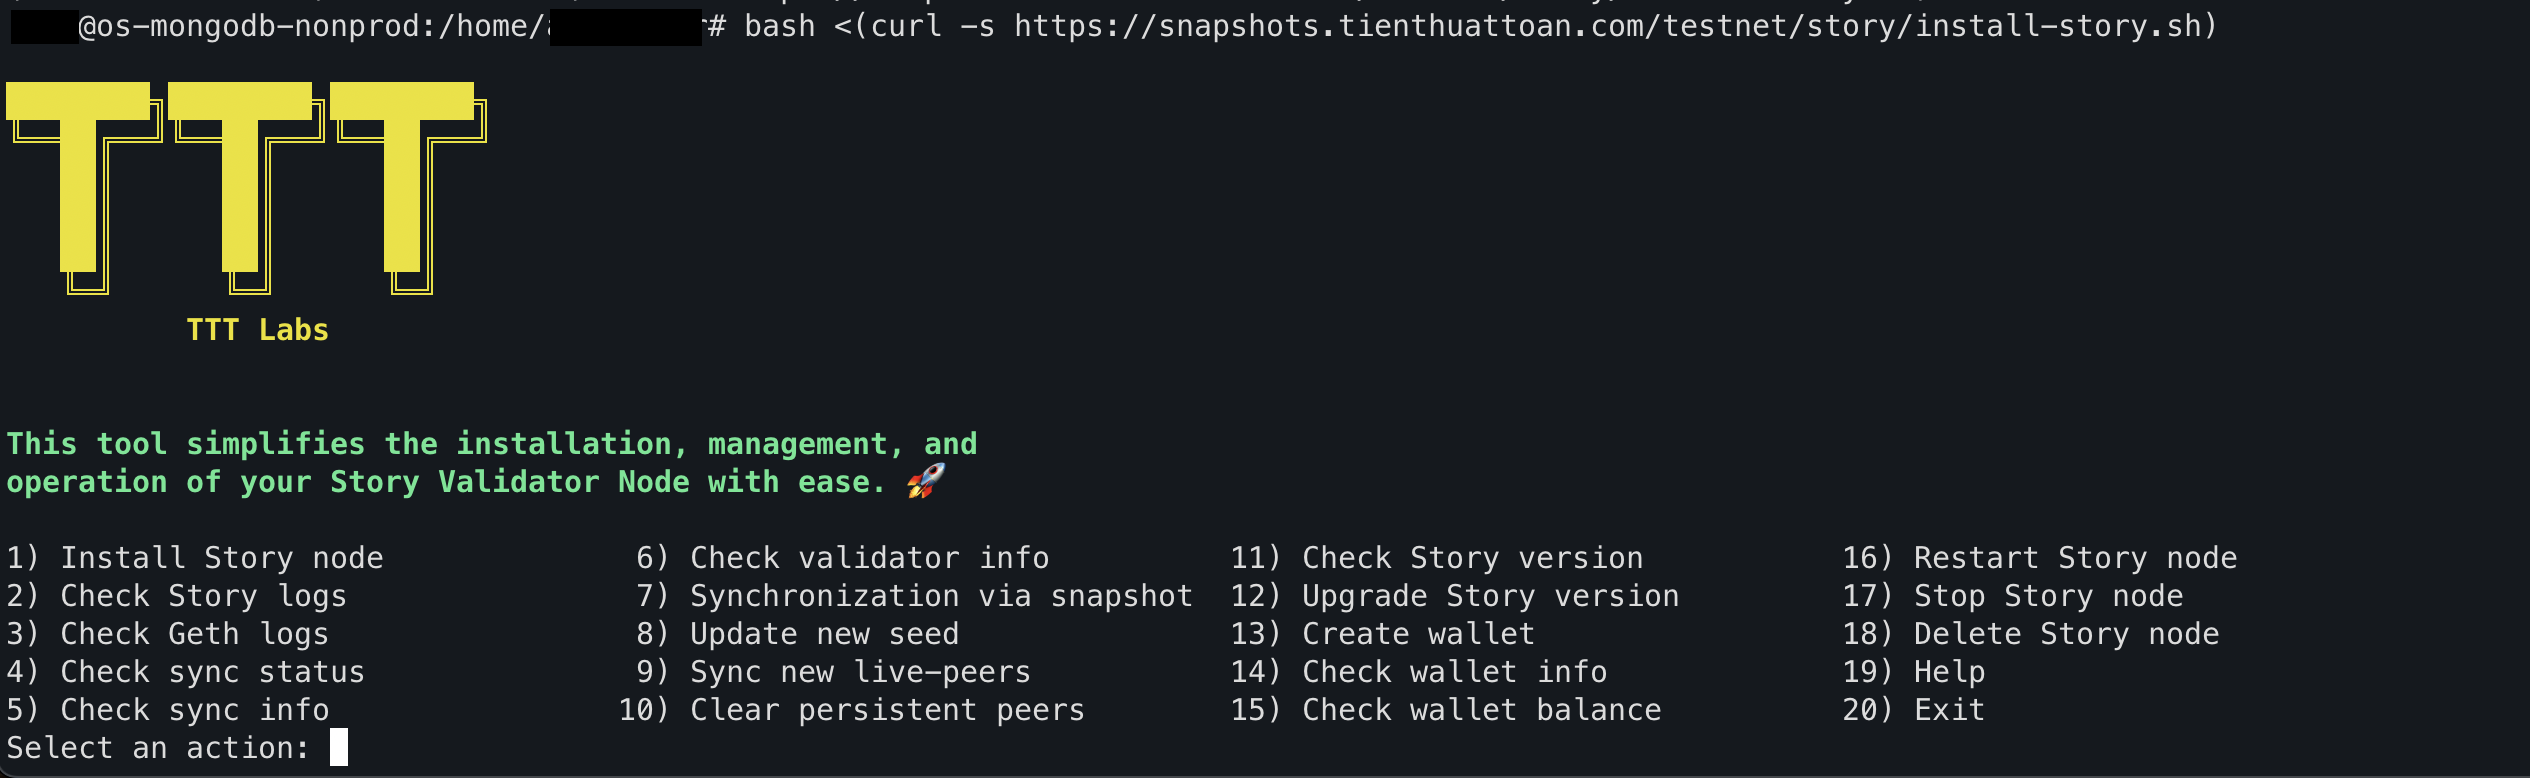 @os-mongodb-nonprod:/home/ # bash <(curl -s https://snapshots.tienthuattoan.com/testnet/story/install-story.sh)
TTT
TTT Labs
This tool simplifies the installation, management, and
operation of your Story Validator Node with ease. 🚀
1) Install Story node 6) Check validator info 11) Check Story version 16) Restart Story node
2) Check Story logs 7) Synchronization via snapshot 12) Upgrade Story version 17) Stop Story node
3) Check Geth logs 8) Update new seed 13) Create wallet 18) Delete Story node
4) Check sync status 9) Sync new live-peers 14) Check wallet info 19) Help
5) Check sync info 10) Clear persistent peers 15) Check wallet balance 20) Exit
Select an action: